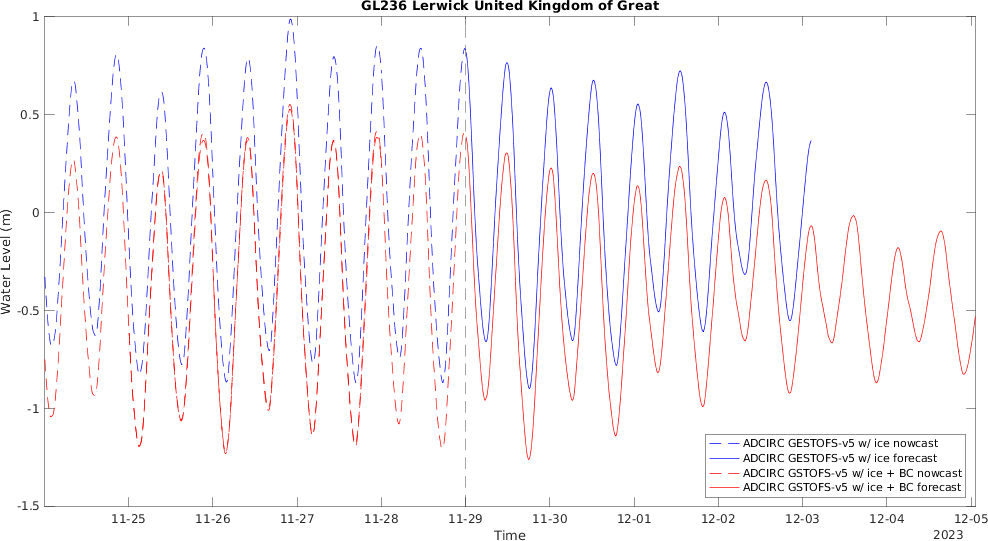 GL236 Lerwick United Kingdom of Great
1
0.5
0
-0.5
-1
-1.5
Water Level (m)
ADCIRC GESTOFS-v5 w/ ice nowcast
ADCIRC GESTOFS-v5 w/ ice forecast
ADCIRC GSTOFS-v5 w/ ice + BC nowcast
ADCIRC GSTOFS-v5 w/ ice + BC forecast
11-25 11-26 11-27 11-28 11-29 11-30 12-01 12-02 12-03 12-04 12-05
Time
2023